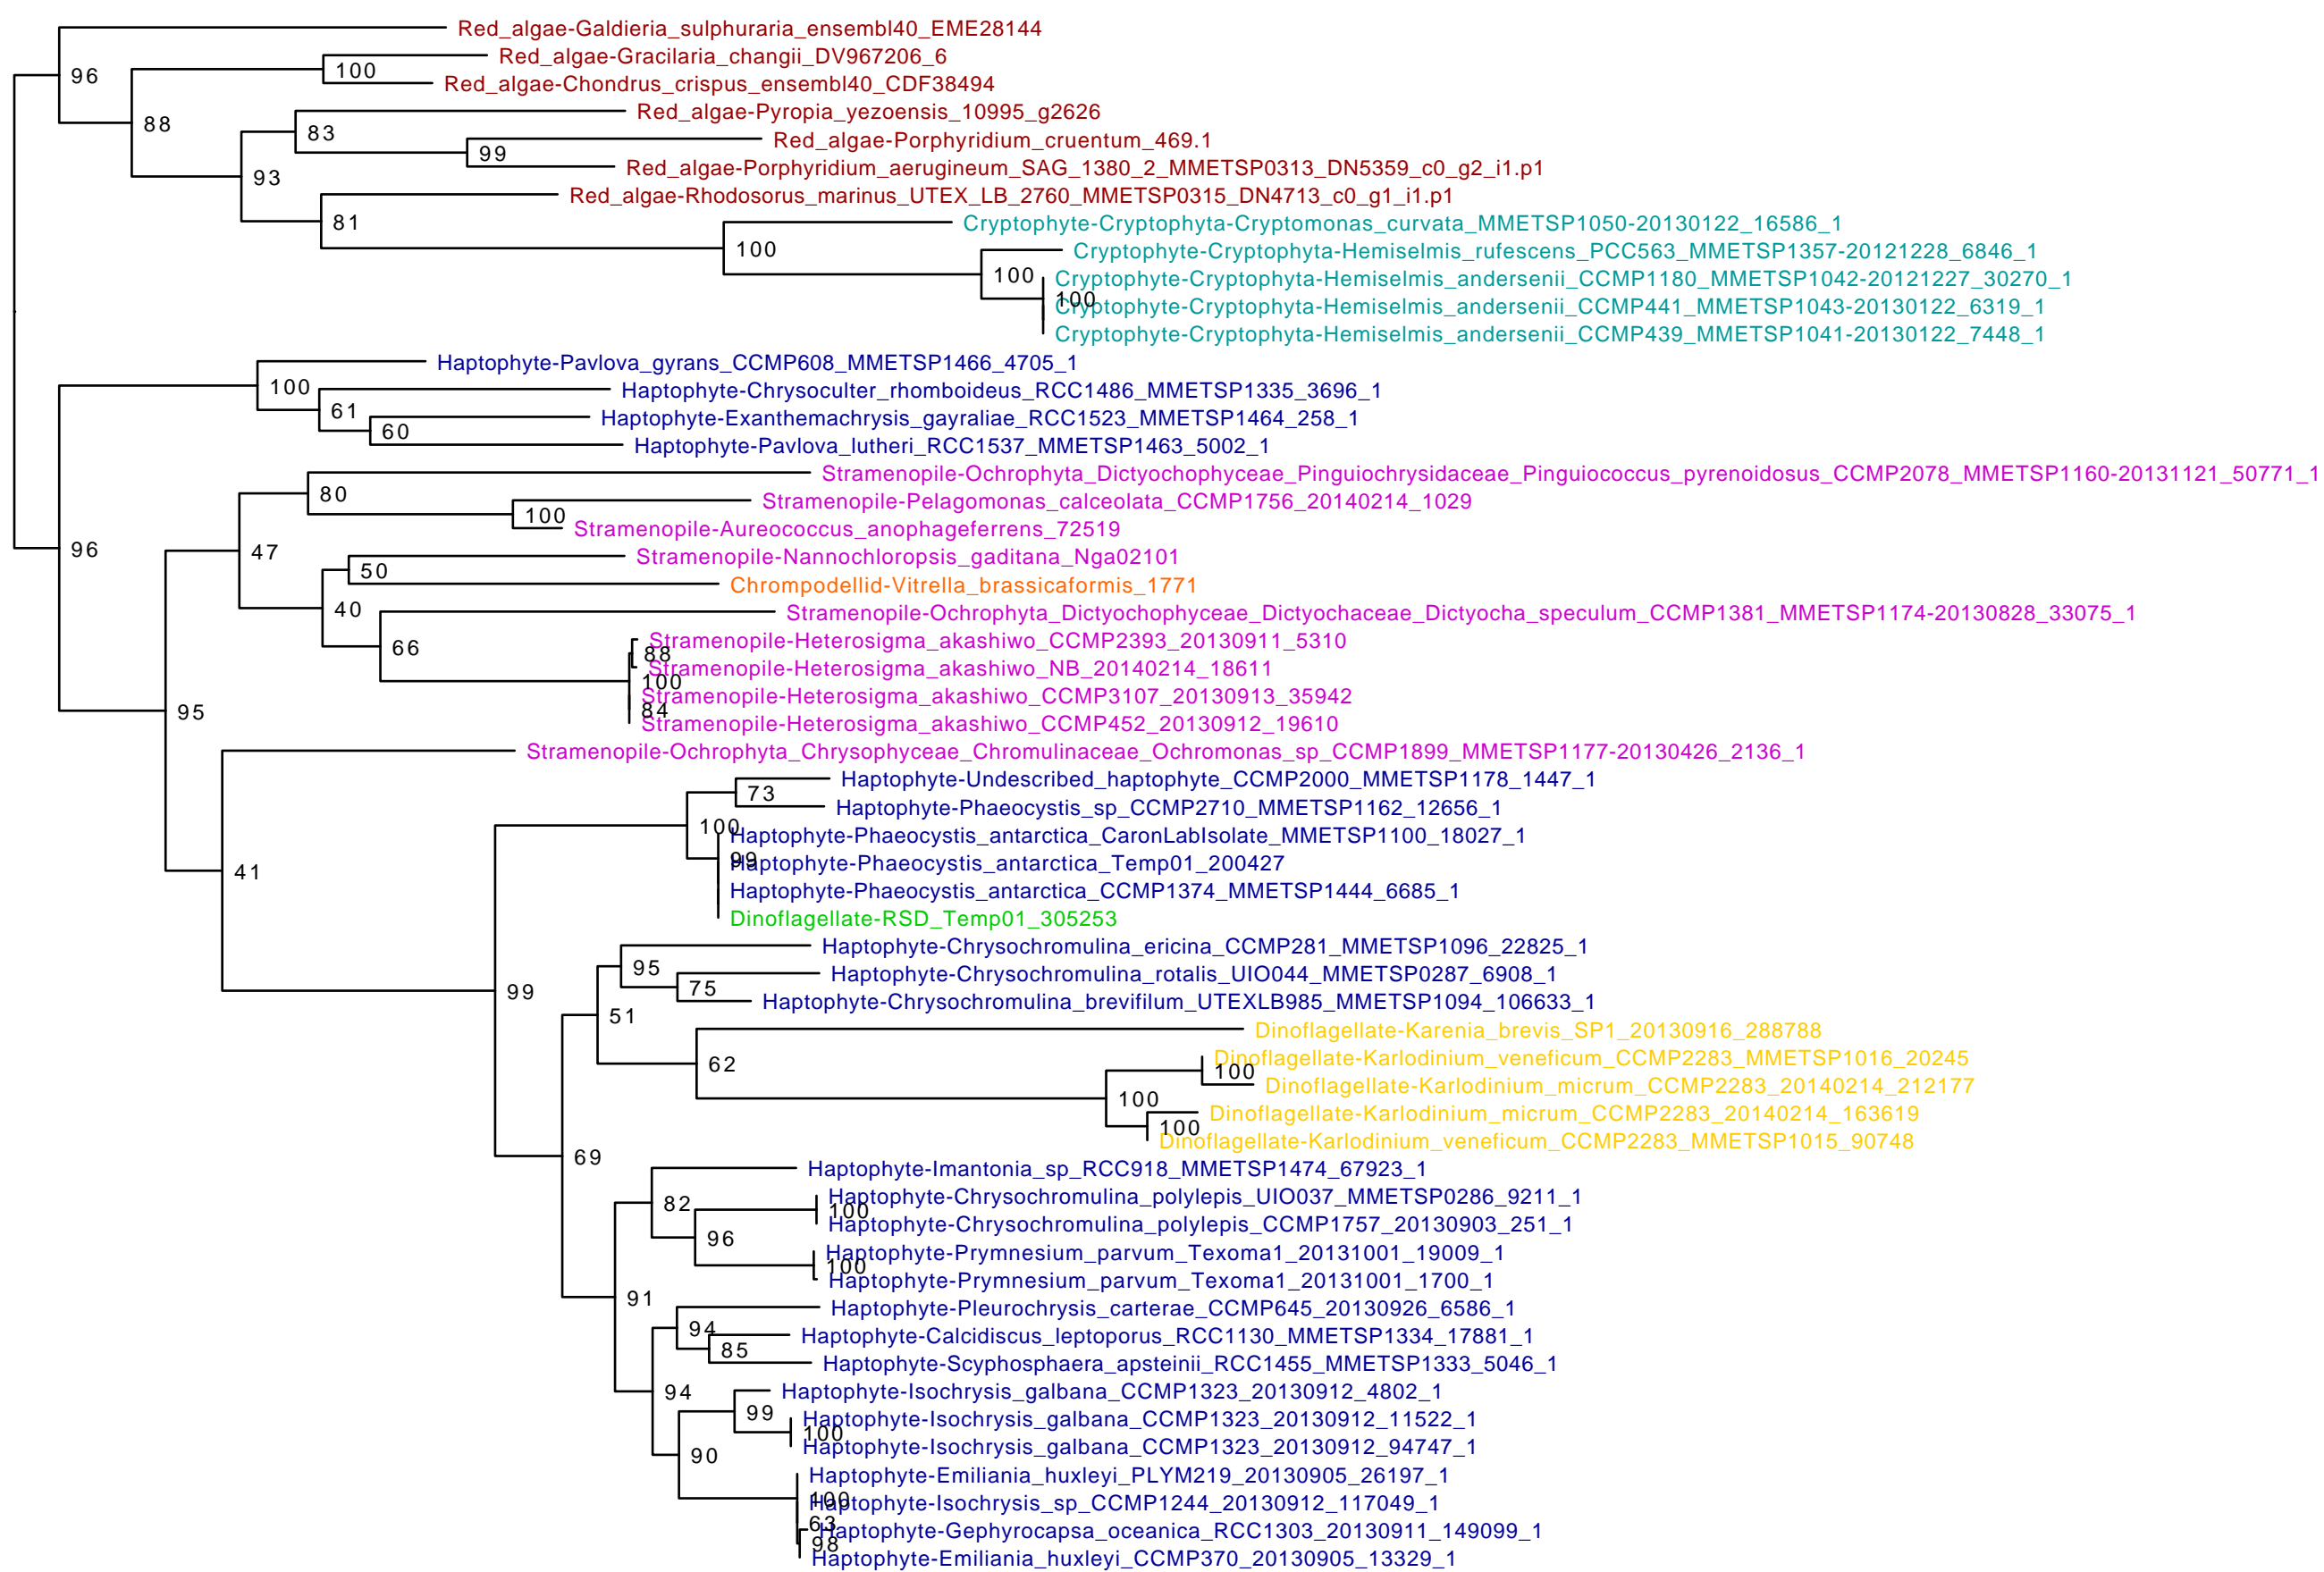 Red_algae-Galdieria_sulphuraria_ensembl40_EME28144
Red_algae-Gracilaria_changii_DV967206_6
96
100
Red_algae-Chondrus_crispus_ensembl40_CDF38494
Red_algae-Pyropia_yezoensis_10995_g2626
88
83
Red_algae-Porphyridium_cruentum_469.1
99
Red_algae-Porphyridium_aerugineum_SAG_1380_2_MMETSP0313_DN5359_c0_g2_i1.p1
93
Red_algae-Rhodosorus_marinus_UTEX_LB_2760_MMETSP0315_DN4713_c0_g1_i1.p1
81
Cryptophyte-Cryptophyta-Cryptomonas_curvata_MMETSP1050-20130122_16586_1
100
Cryptophyte-Cryptophyta-Hemiselmis_rufescens_PCC563_MMETSP1357-20121228_6846_1
100
Cryptophyte-Cryptophyta-Hemiselmis_andersenii_CCMP1180_MMETSP1042-20121227_30270_1
100
Cryptophyte-Cryptophyta-Hemiselmis_andersenii_CCMP441_MMETSP1043-20130122_6319_1
Cryptophyte-Cryptophyta-Hemiselmis_andersenii_CCMP439_MMETSP1041-20130122_7448_1
Haptophyte-Pavlova_gyrans_CCMP608_MMETSP1466_4705_1
100
Haptophyte-Chrysoculter_rhomboideus_RCC1486_MMETSP1335_3696_1
61
Haptophyte-Exanthemachrysis_gayraliae_RCC1523_MMETSP1464_258_1
60
Haptophyte-Pavlova_lutheri_RCC1537_MMETSP1463_5002_1
Stramenopile-Ochrophyta_Dictyochophyceae_Pinguiochrysidaceae_Pinguiococcus_pyrenoidosus_CCMP2078_MMETSP1160-20131121_50771_1
80
Stramenopile-Pelagomonas_calceolata_CCMP1756_20140214_1029
100
Stramenopile-Aureococcus_anophageferrens_72519
96
47
Stramenopile-Nannochloropsis_gaditana_Nga02101
50
Chrompodellid-Vitrella_brassicaformis_1771
40
Stramenopile-Ochrophyta_Dictyochophyceae_Dictyochaceae_Dictyocha_speculum_CCMP1381_MMETSP1174-20130828_33075_1
66
Stramenopile-Heterosigma_akashiwo_CCMP2393_20130911_5310
88
Stramenopile-Heterosigma_akashiwo_NB_20140214_18611
100
Stramenopile-Heterosigma_akashiwo_CCMP3107_20130913_35942
84
Stramenopile-Heterosigma_akashiwo_CCMP452_20130912_19610
95
Stramenopile-Ochrophyta_Chrysophyceae_Chromulinaceae_Ochromonas_sp_CCMP1899_MMETSP1177-20130426_2136_1
Haptophyte-Undescribed_haptophyte_CCMP2000_MMETSP1178_1447_1
73
Haptophyte-Phaeocystis_sp_CCMP2710_MMETSP1162_12656_1
100
Haptophyte-Phaeocystis_antarctica_CaronLabIsolate_MMETSP1100_18027_1
99
Haptophyte-Phaeocystis_antarctica_Temp01_200427
41
Haptophyte-Phaeocystis_antarctica_CCMP1374_MMETSP1444_6685_1
Dinoflagellate-RSD_Temp01_305253
Haptophyte-Chrysochromulina_ericina_CCMP281_MMETSP1096_22825_1
95
Haptophyte-Chrysochromulina_rotalis_UIO044_MMETSP0287_6908_1
99
75
Haptophyte-Chrysochromulina_brevifilum_UTEXLB985_MMETSP1094_106633_1
51
Dinoflagellate-Karenia_brevis_SP1_20130916_288788
62
Dinoflagellate-Karlodinium_veneficum_CCMP2283_MMETSP1016_20245
100
Dinoflagellate-Karlodinium_micrum_CCMP2283_20140214_212177
100
Dinoflagellate-Karlodinium_micrum_CCMP2283_20140214_163619
100
Dinoflagellate-Karlodinium_veneficum_CCMP2283_MMETSP1015_90748
69
Haptophyte-Imantonia_sp_RCC918_MMETSP1474_67923_1
82
Haptophyte-Chrysochromulina_polylepis_UIO037_MMETSP0286_9211_1
100
Haptophyte-Chrysochromulina_polylepis_CCMP1757_20130903_251_1
96
Haptophyte-Prymnesium_parvum_Texoma1_20131001_19009_1
100
Haptophyte-Prymnesium_parvum_Texoma1_20131001_1700_1
91
Haptophyte-Pleurochrysis_carterae_CCMP645_20130926_6586_1
94
Haptophyte-Calcidiscus_leptoporus_RCC1130_MMETSP1334_17881_1
85
Haptophyte-Scyphosphaera_apsteinii_RCC1455_MMETSP1333_5046_1
94
Haptophyte-Isochrysis_galbana_CCMP1323_20130912_4802_1
99
Haptophyte-Isochrysis_galbana_CCMP1323_20130912_11522_1
100
Haptophyte-Isochrysis_galbana_CCMP1323_20130912_94747_1
90
Haptophyte-Emiliania_huxleyi_PLYM219_20130905_26197_1
100
Haptophyte-Isochrysis_sp_CCMP1244_20130912_117049_1
63
Haptophyte-Gephyrocapsa_oceanica_RCC1303_20130911_149099_1
98
Haptophyte-Emiliania_huxleyi_CCMP370_20130905_13329_1